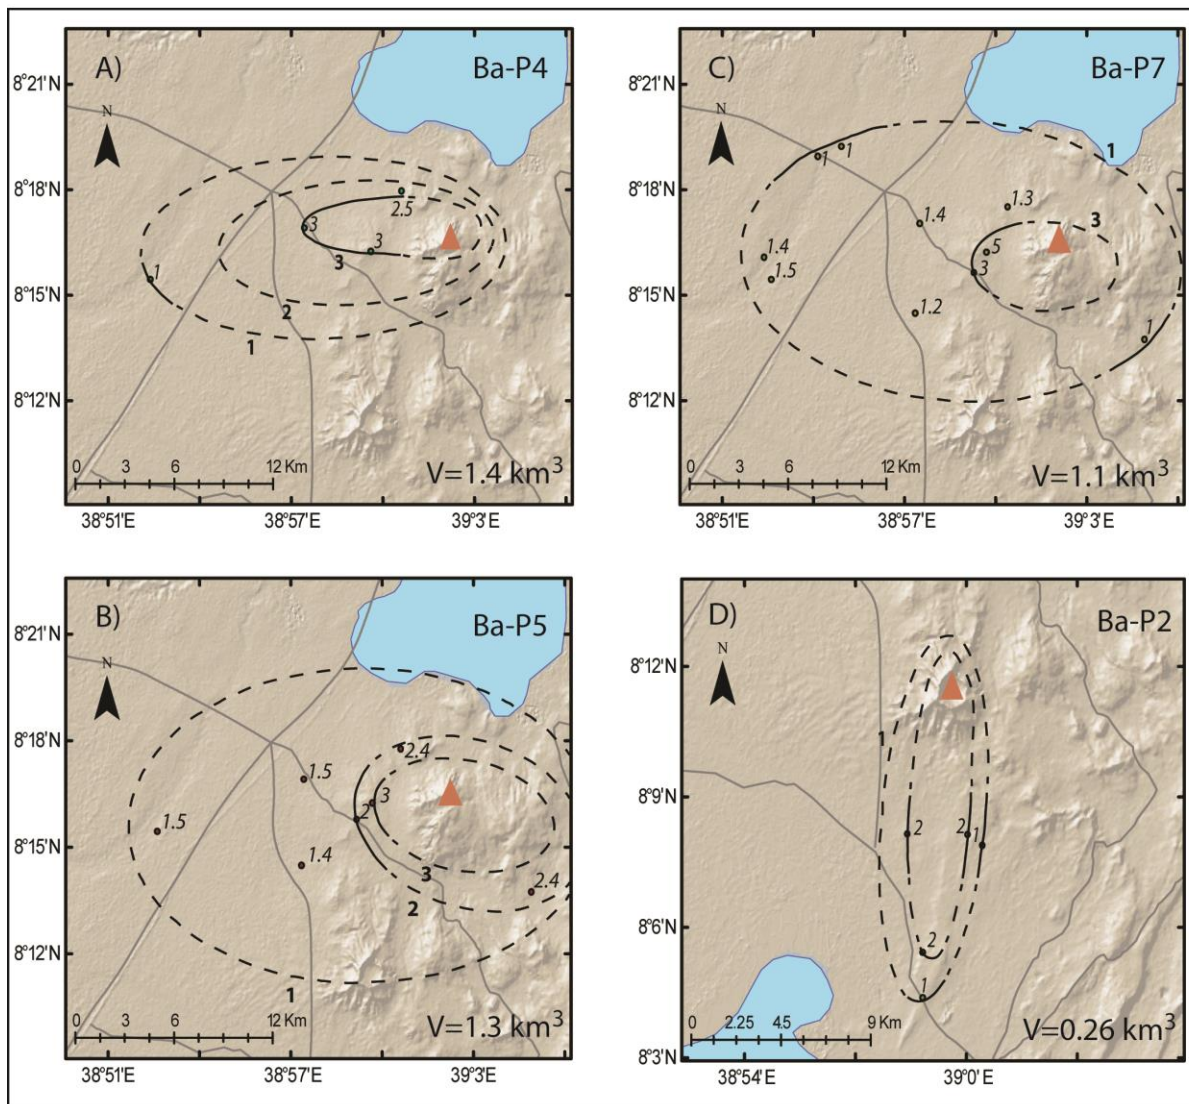 A)
Ba-P4
N
8°21'N
8°18'N
8°15'N
8°12'N
2.5
3
3
3
1
2
1
0 3 6 12 Km
V=1.4 km³
38°51'E 38°57'E 39°3'E
C)
Ba-P7
N
8°21'N
8°18'N
8°15'N
8°12'N
1
1
1
1.3
1.4
3
1.4
5
1.5
3
1.2
1
0 3 6 12 Km
V=1.1 km³
38°51'E 38°57'E 39°3'E
B)
Ba-P5
N
8°21'N
8°18'N
8°15'N
8°12'N
2.4
1.5
3
2
1.5
1.4
3
2.4
2
1
0 3 6 12 Km
V=1.3 km³
38°51'E 38°57'E 39°3'E
D)
Ba-P2
N
8°12'N
8°9'N
8°6'N
8°3'N
1
2
2
1
2
1
0 2.25 4.5 9 Km
V=0.26 km³
38°54'E 39°0'E